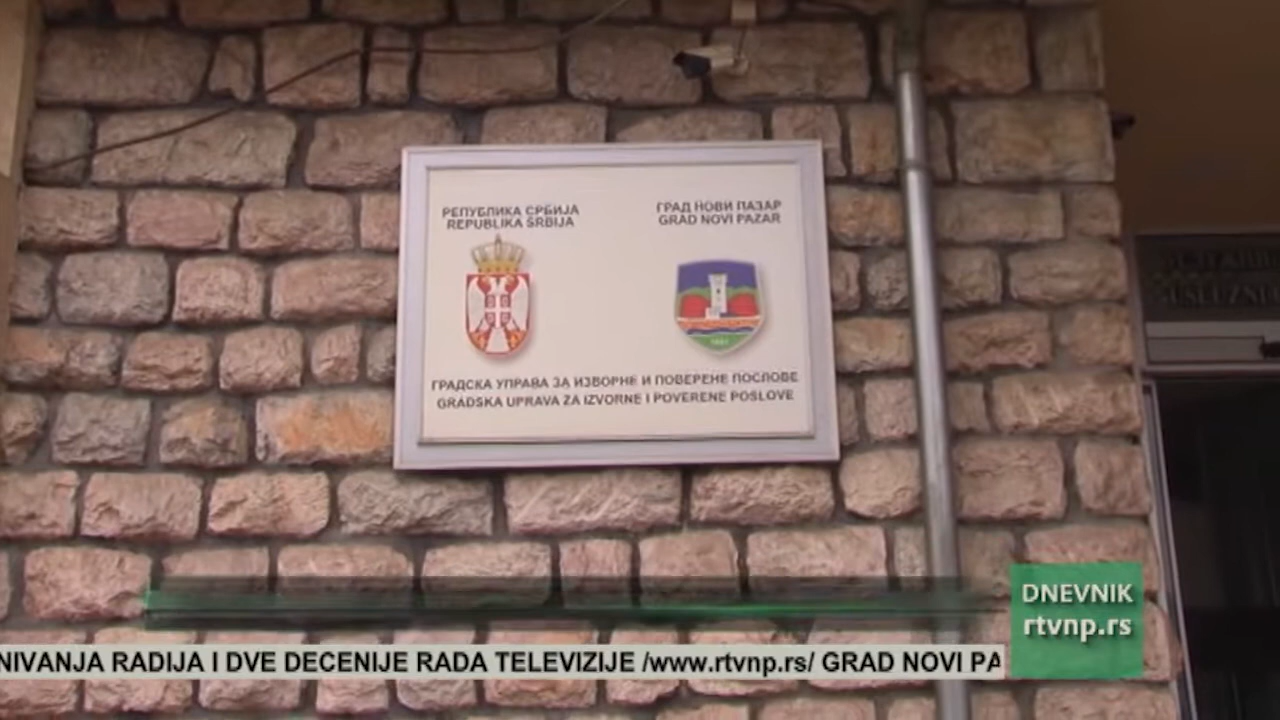 РЕПУБЛИКА СРБИЈА
REPUBLIKA SRBIJA
ГРАД НОВИ ПАЗАР
GRAD NOVI PAZAR
ГРАДСКА УПРАВА ЗА ИЗВОРНЕ И ПОВЕРЕНЕ ПОСЛОВЕ
GRADSKA UPRAVA ZA IZVORNE I POVERENE POSLOVE
DNEVNIK
rtvnp.rs
NIVANJA RADIJA I DVE DECENIJE RADA TELEVIZIJE /www.rtvnp.rs/ GRAD NOVI PA